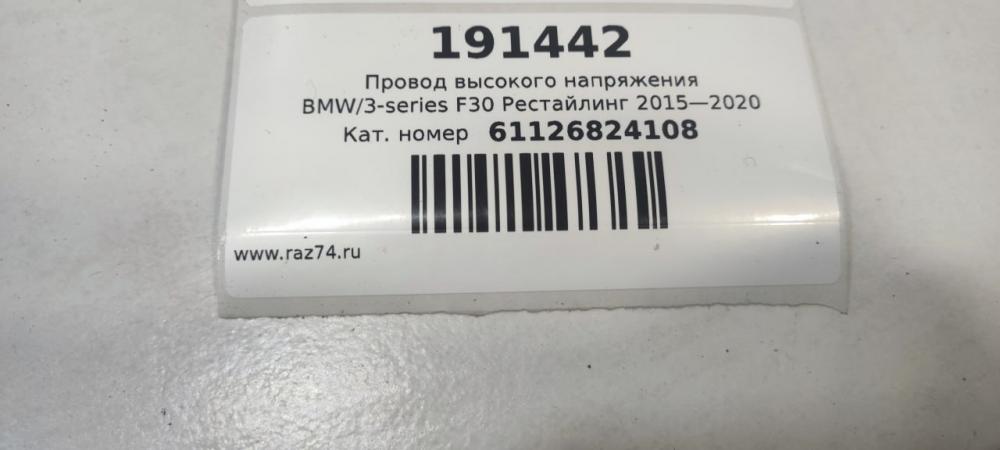 191442
Провод высокого напряжения
BMW/3-series F30 Рестайлинг 2015—2020
Кат. номер 61126824108
www.raz74.ru